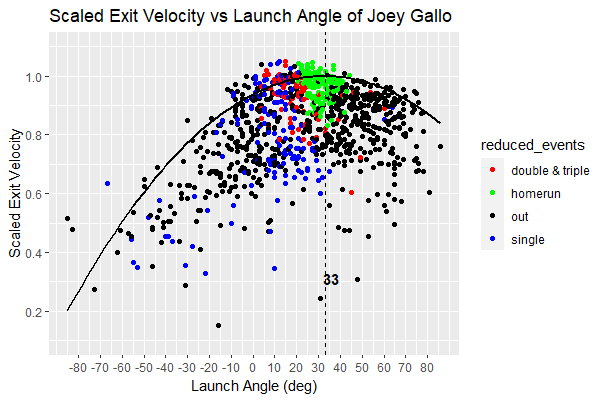 Scaled Exit Velocity vs Launch Angle of Joey Gallo
Scaled Exit Velocity
1.0
0.8
0.6
0.4
0.2
33
-80 -70 -60 -50 -40 -30 -20 -10 0 10 20 30 40 50 60 70 80
Launch Angle (deg)
reduced_events
double & triple
homerun
out
single